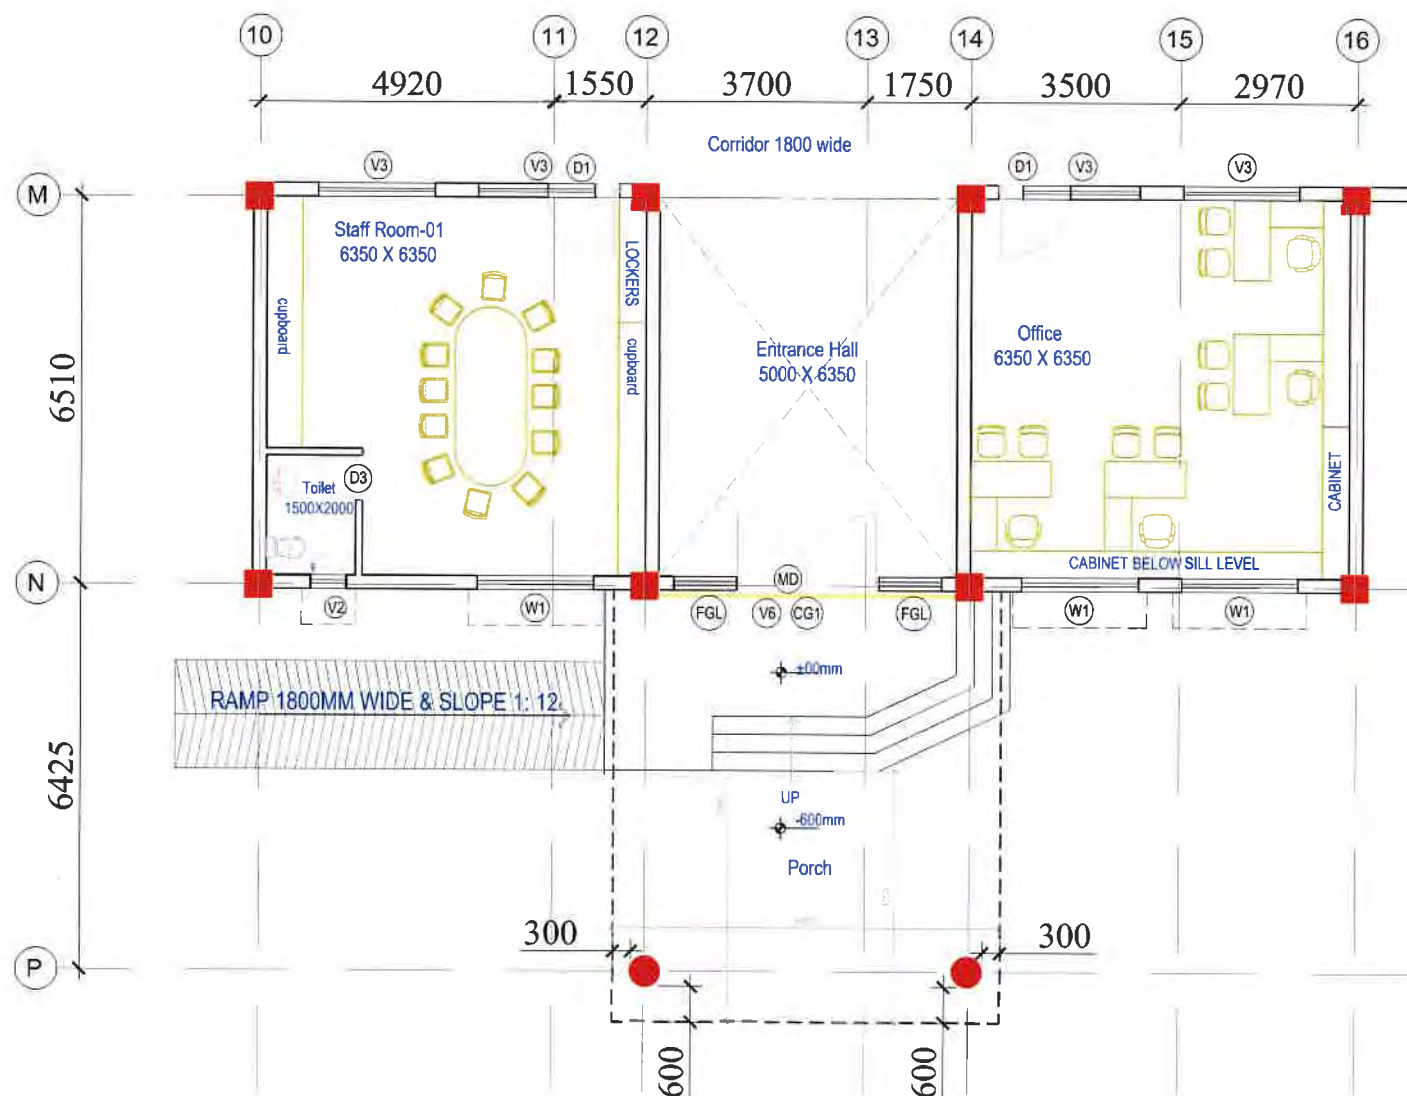 10
11
12
13
14
15
16
4920
1550
3700
1750
3500
2970
Corridor 1800 wide
V3
V3
D1
D1
V3
V3
M
Staff Room-01
6350 X 6350
LOCKERS
cupboard
cupboard
Entrance Hall
5000 X 6350
Office
6350 X 6350
6510
D3
Toilet
1500X2000
CABINET
CABINET BELOW SILL LEVEL
N
MD
V2
W1
FGL
V6
CG1
FGL
W1
W1
±00mm
RAMP 1800MM WIDE & SLOPE 1: 12.
6425
UP
-600mm
Porch
300
300
P
600
600